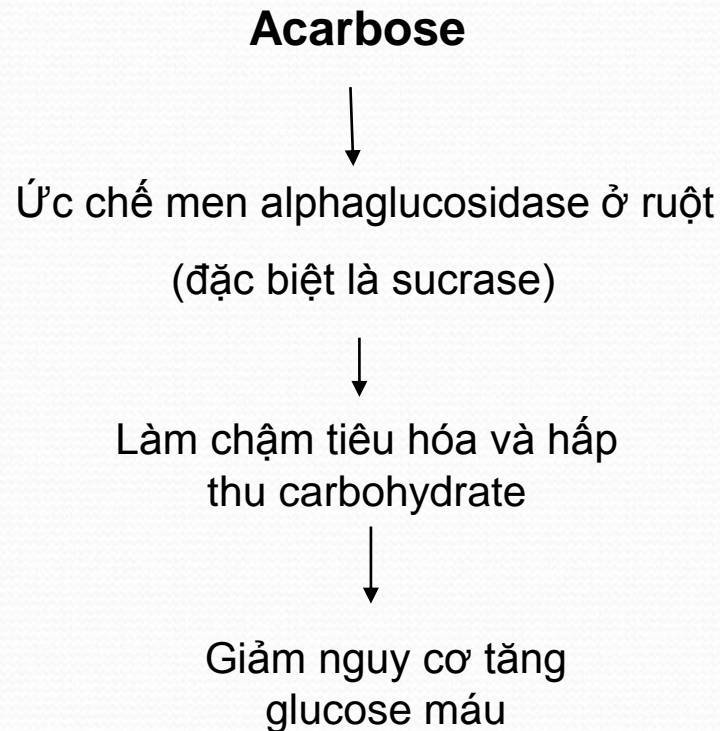 Acarbose
Ức chế men alphaglucosidase ở ruột
(đặc biệt là sucrase)
Làm chậm tiêu hóa và hấp
thu carbohydrate
Giảm nguy cơ tăng
glucose máu